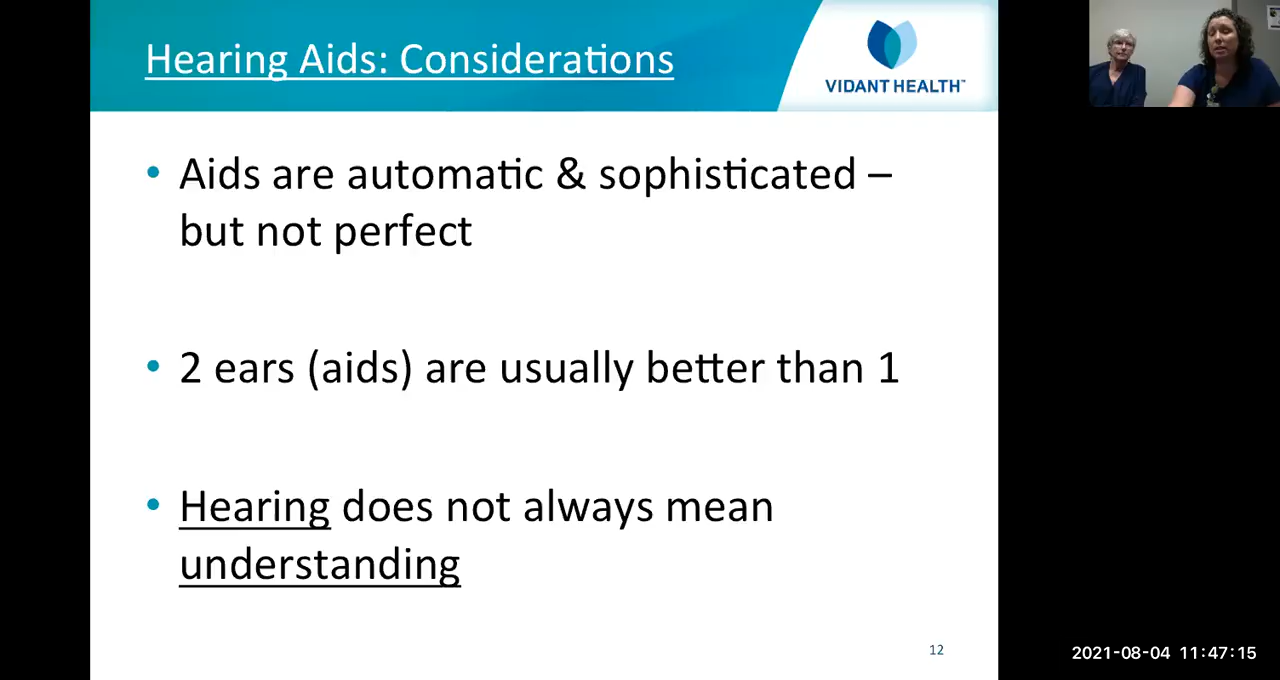 Hearing Aids: Considerations
VIDANT HEALTH™
• Aids are automatic & sophisticated –
but not perfect
• 2 ears (aids) are usually better than 1
• Hearing does not always mean
understanding
12
2021-08-04 11:47:15